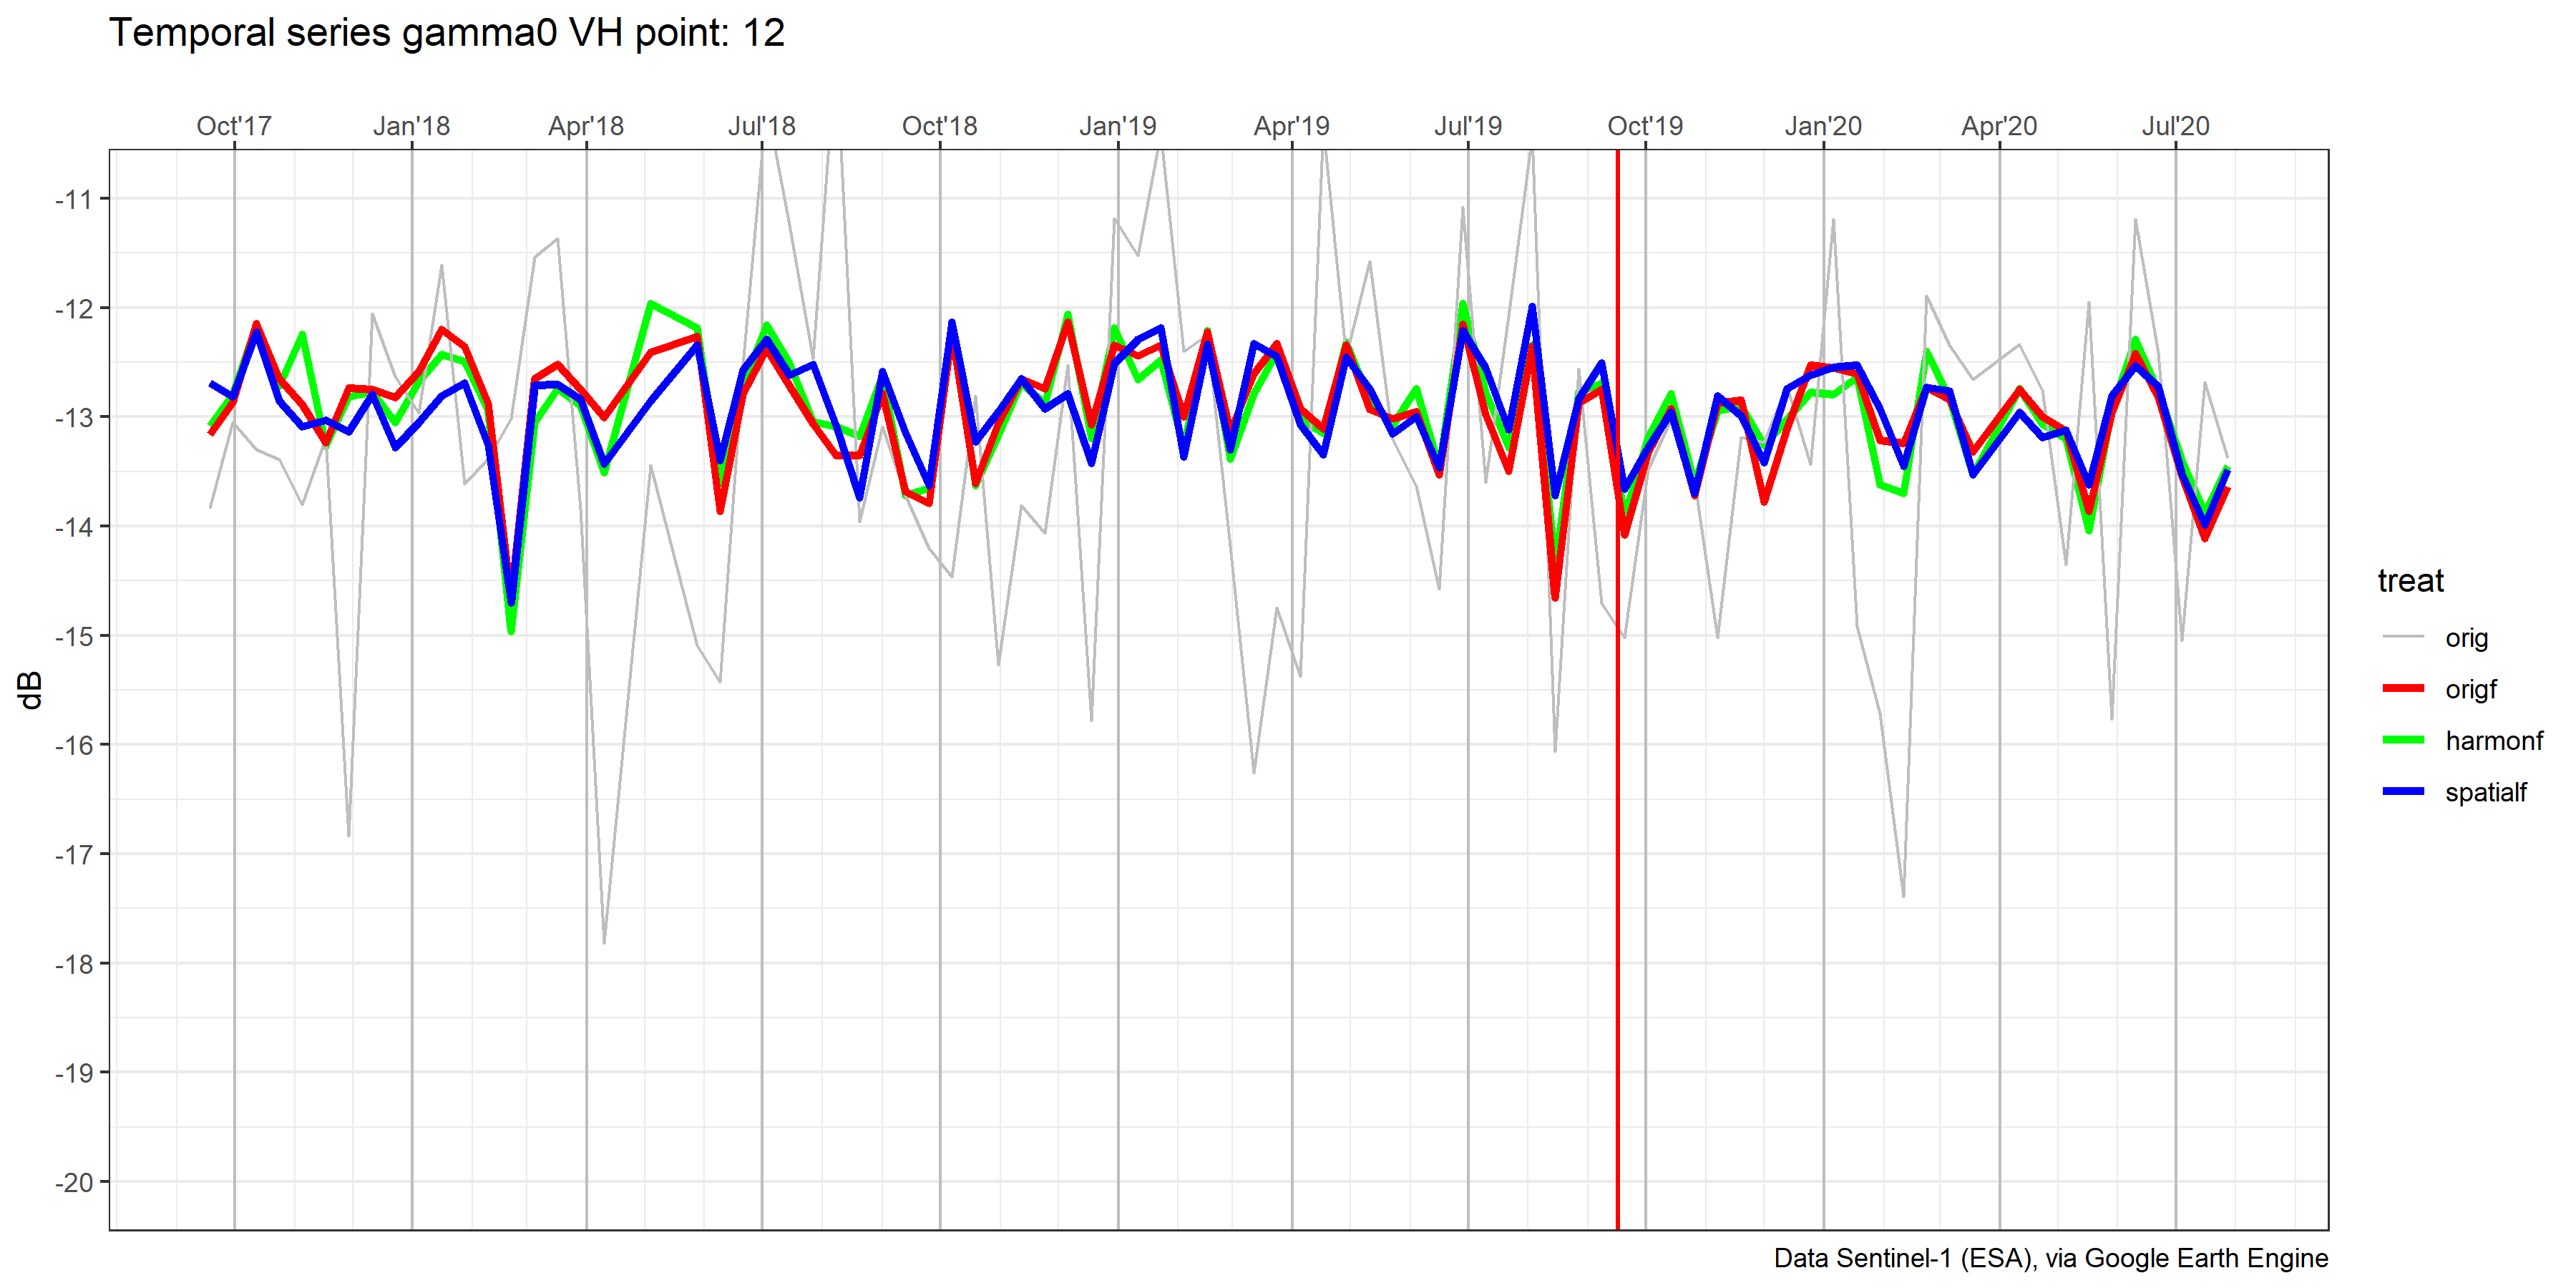 Temporal series gamma0 VH point: 12
Oct'17 Jan'18 Apr'18 Jul'18 Oct'18 Jan'19 Apr'19 Jul'19 Oct'19 Jan'20 Apr'20 Jul'20
-11
-12
-13
-14
-15
-16
-17
-18
-19
-20
dB
treat
orig
origf
harmonf
spatialf
Data Sentinel-1 (ESA), via Google Earth Engine